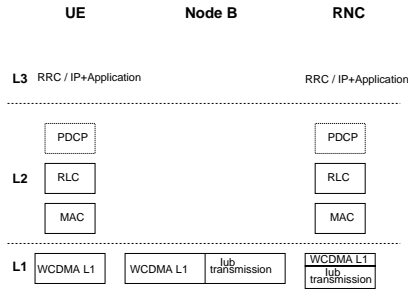 UE Node B RNC
L3 RRC / IP+Application RRC / IP+Application
PDCP PDCP
L2 RLC RLC
MAC MAC
L1 WCDMA L1 WCDMA L1 Iub transmission WCDMA L1
Iub transmission